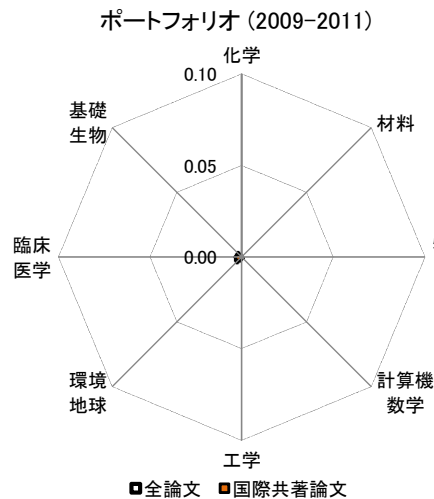 ポートフォリオ (2009-2011)
化学
0.10
基礎
生物
材料
0.05
臨床
医学
0.00
環境
地球
計算機
数学
工学
全論文 国際共著論文